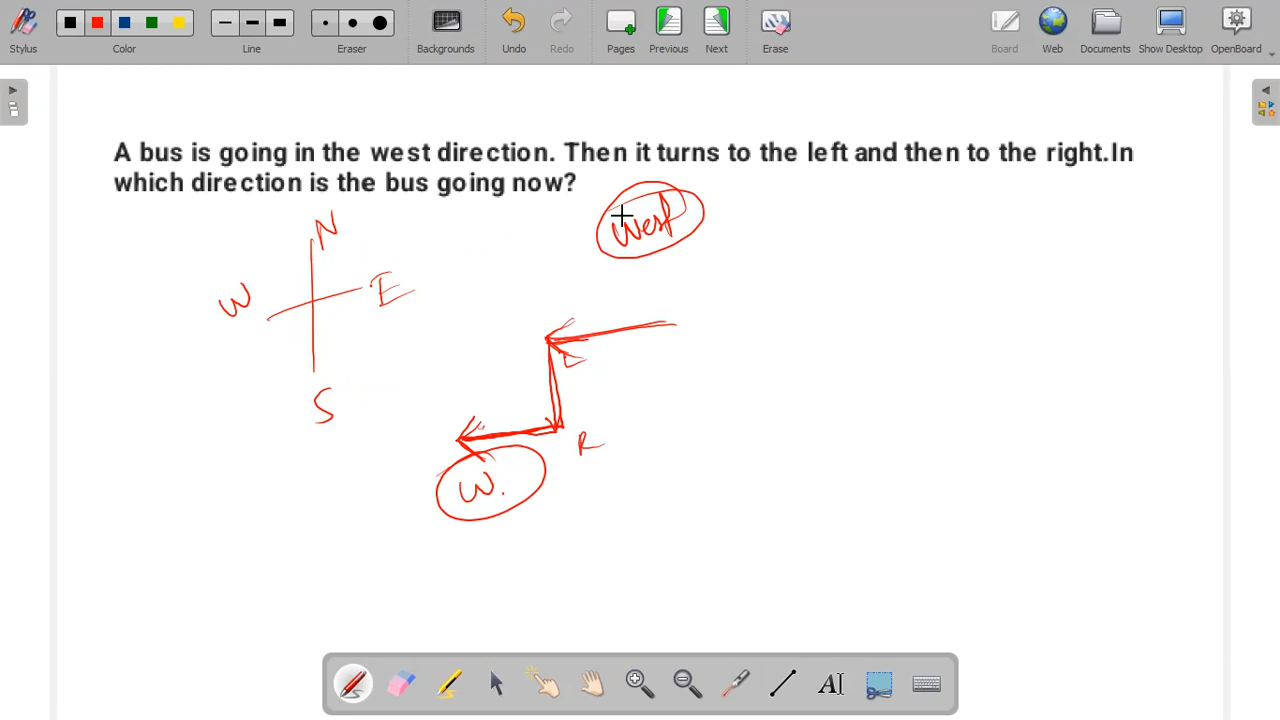 Stylus
Color
Line
Eraser
Backgrounds
Undo
Redo
Pages
Previous
Next
Erase
Board
Web
Documents
Show Desktop
OpenBoard
A bus is going in the west direction. Then it turns to the left and then to the right.In
which direction is the bus going now?
West
N
W
E
S
L
R
W.
AI